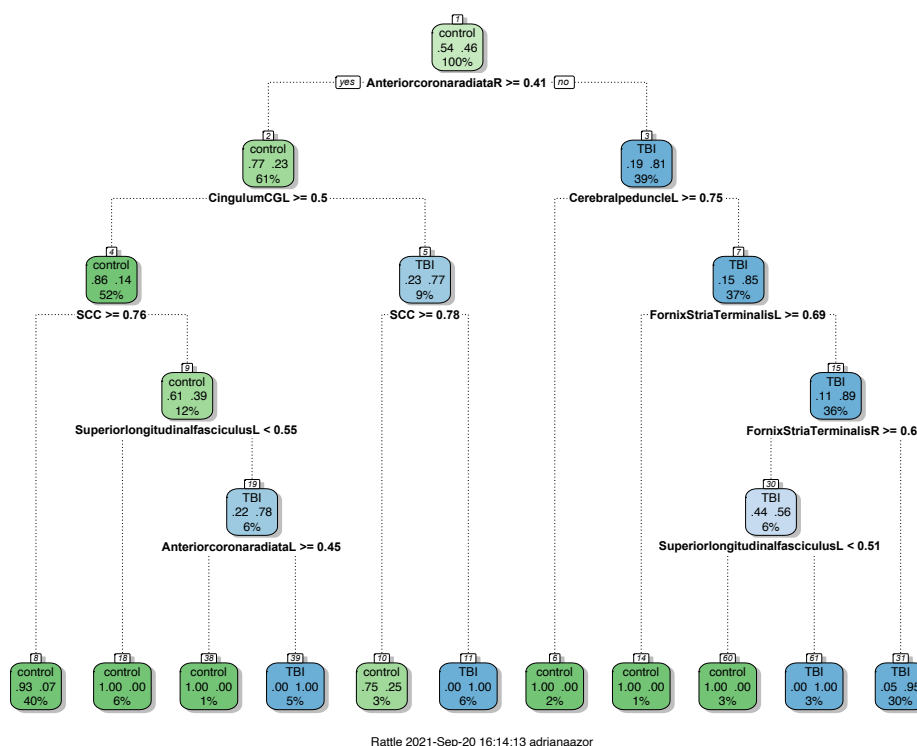 1
control
.54 .46
100%
yes AnteriorcoronaradiataR >= 0.41 no
2
control
.77 .23
61%
CingulumCGL >= 0.5
3
TBI
.19 .81
39%
CerebralpeduncleL >= 0.75
4
control
.86 .14
52%
SCC >= 0.76
5
TBI
.23 .77
9%
SCC >= 0.78
7
TBI
.15 .85
37%
FornixStriaTerminalisL >= 0.69
9
control
.61 .39
12%
SuperiorlongitudinalfasciculusL < 0.55
15
TBI
.11 .89
36%
FornixStriaTerminalisR >= 0.6
19
TBI
.22 .78
6%
AnteriorcoronaradiataL >= 0.45
30
TBI
.44 .56
6%
SuperiorlongitudinalfasciculusL < 0.51
8
control
.93 .07
40%
18
control
1.00 .00
6%
38
control
1.00 .00
1%
39
TBI
.00 1.00
5%
10
control
.75 .25
3%
11
TBI
.00 1.00
6%
6
control
1.00 .00
2%
14
control
1.00 .00
1%
60
control
1.00 .00
3%
61
TBI
.00 1.00
3%
31
TBI
.05 .95
30%
Rattle 2021-Sep-20 16:14:13 adrianaazor